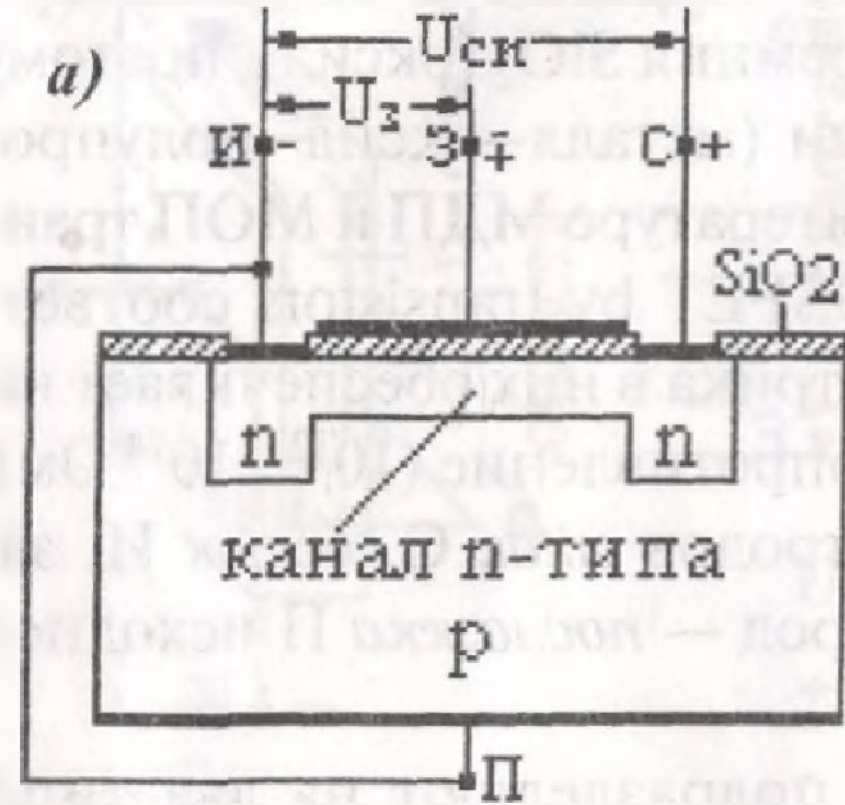 а)
Uси
Uз
И - З ∓ С +
SiO2
n n
канал n-типа
p
П